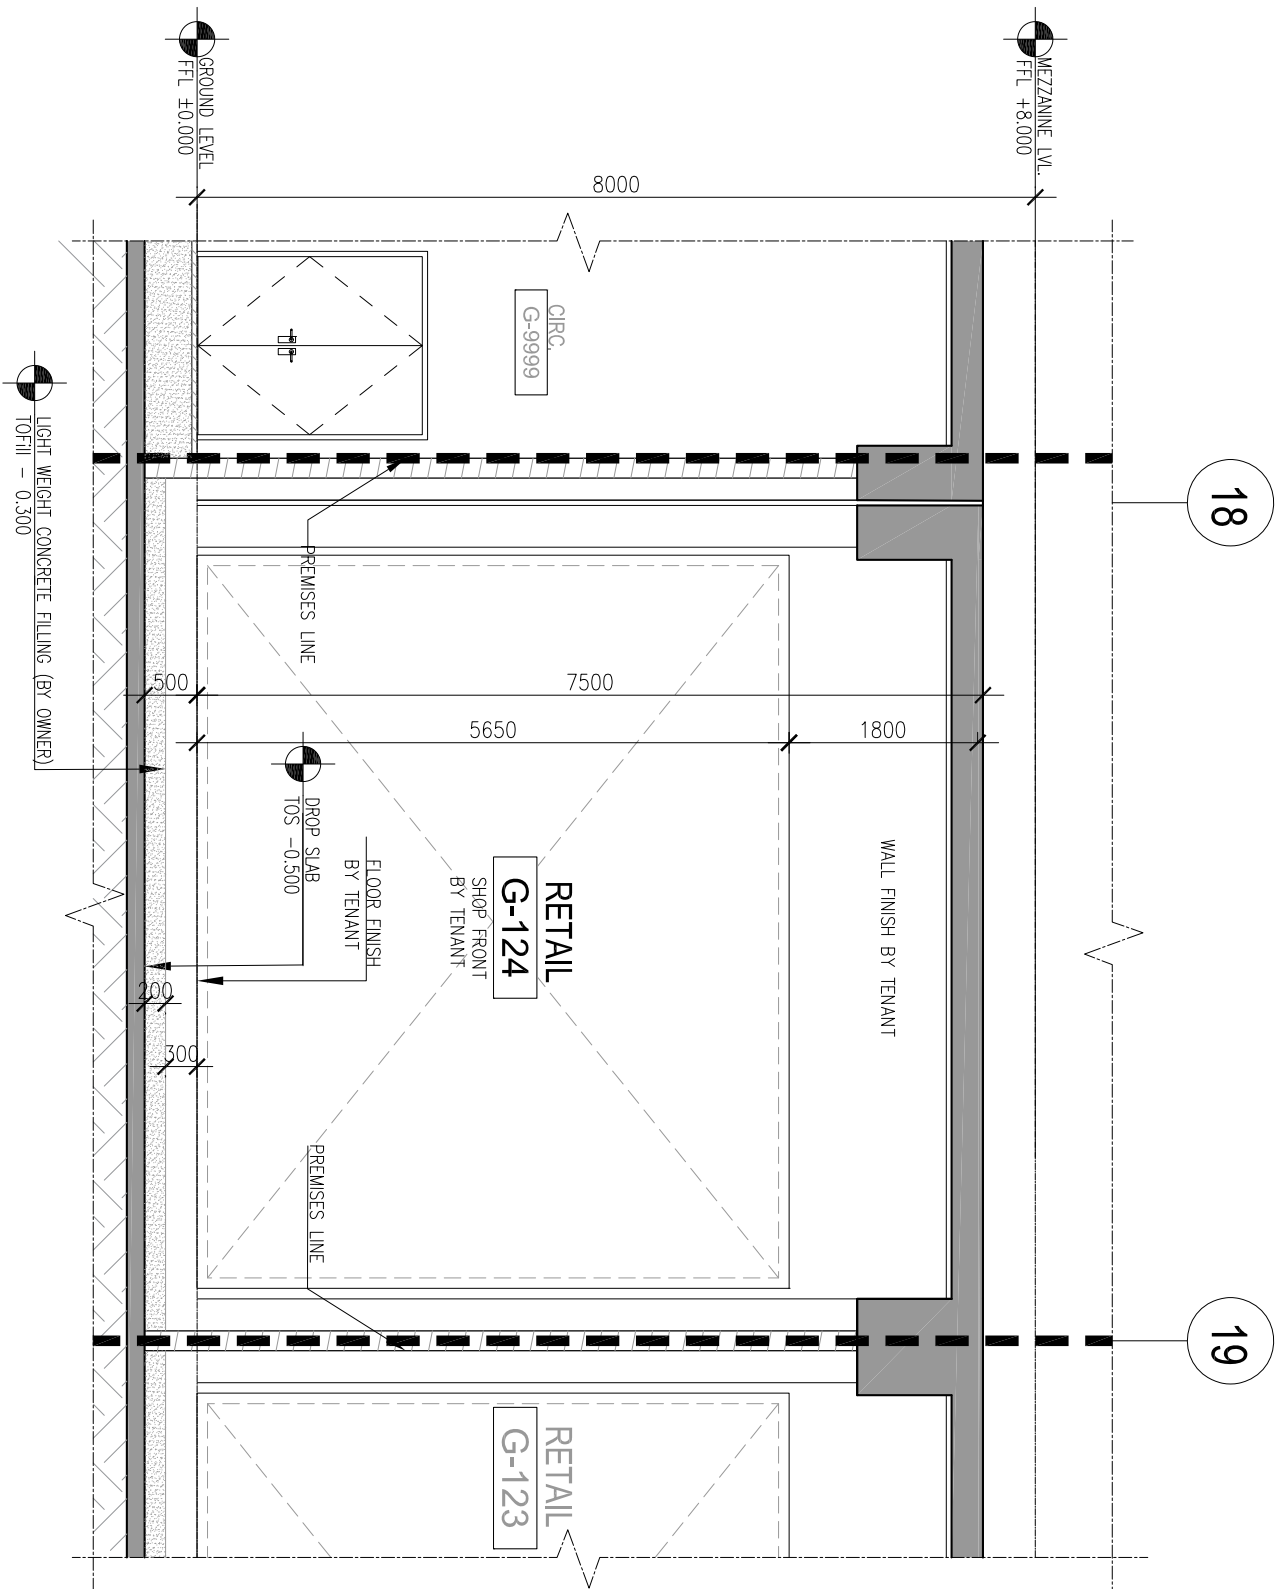 18
19
MEZZANINE LVL.
FFL +8.000
8000
GROUND LEVEL
FFL ±0.000
CIRC.
G-9999
PREMISES LINE
WALL FINISH BY TENANT
1800
7500
5650
500
RETAIL
G-124
SHOP FRONT
BY TENANT
FLOOR FINISH
BY TENANT
DROP SLAB
TOS -0.500
200
300
PREMISES LINE
RETAIL
G-123
LIGHT WEIGHT CONCRETE FILLING (BY OWNER)
TOFill - 0.300